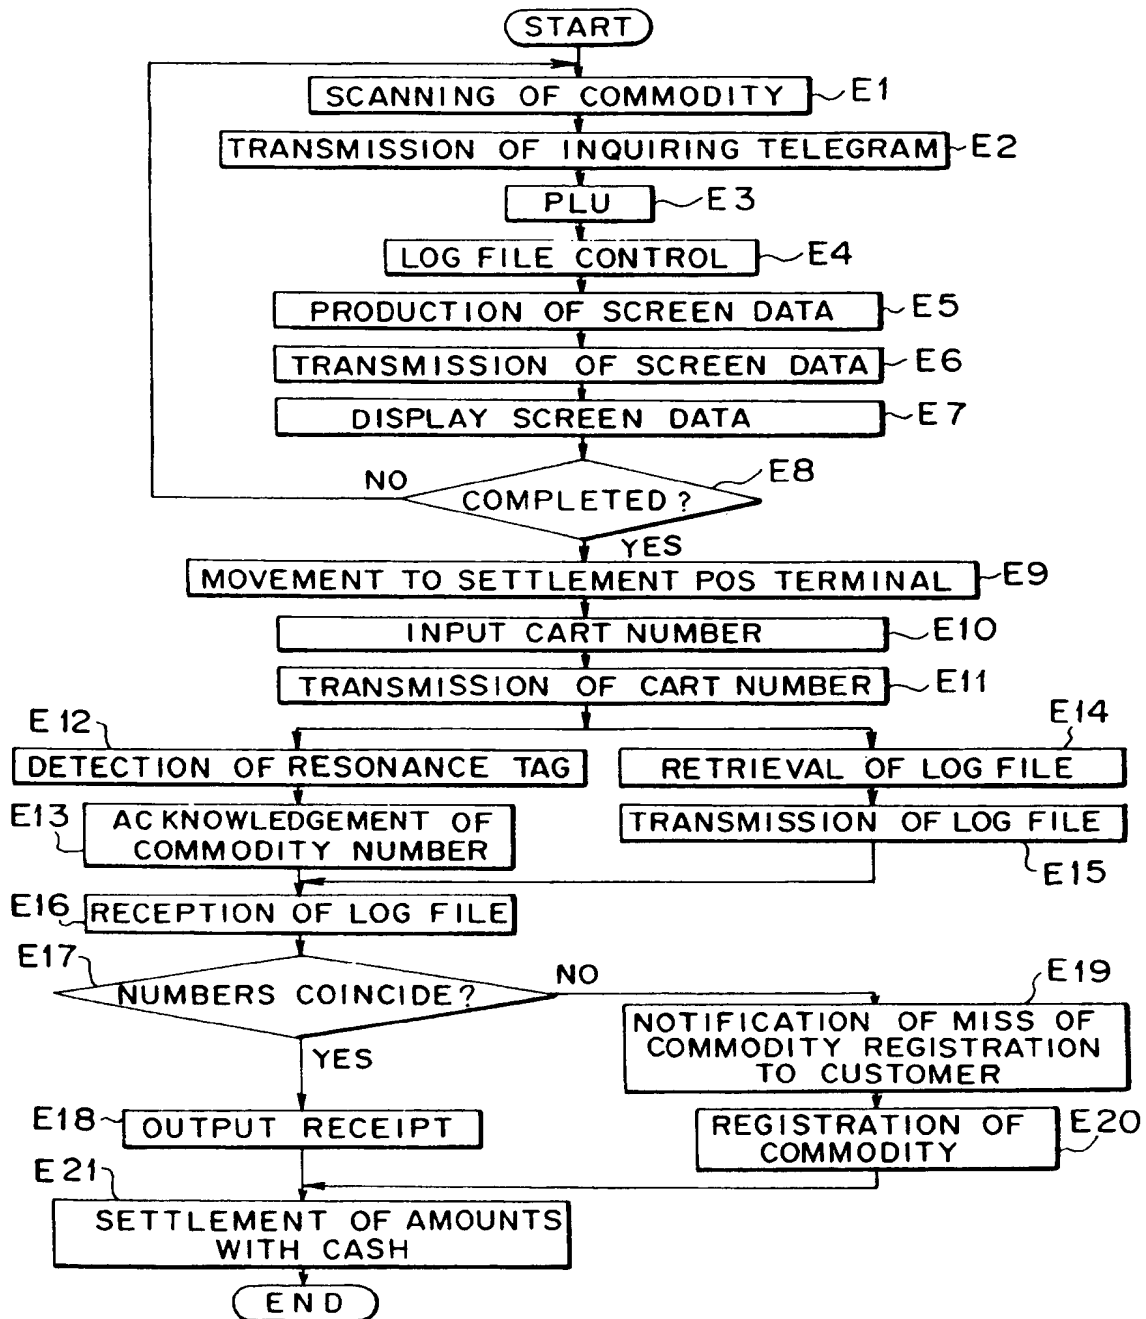 START
SCANNING OF COMMODITY E1
TRANSMISSION OF INQUIRING TELEGRAM E2
PLU E3
LOG FILE CONTROL E4
PRODUCTION OF SCREEN DATA E5
TRANSMISSION OF SCREEN DATA E6
DISPLAY SCREEN DATA E7
E8
NO
COMPLETED?
YES
MOVEMENT TO SETTLEMENT POS TERMINAL E9
INPUT CART NUMBER E10
TRANSMISSION OF CART NUMBER E11
E12
DETECTION OF RESONANCE TAG
E13
ACKNOWLEDGEMENT OF
COMMODITY NUMBER
E14
RETRIEVAL OF LOG FILE
TRANSMISSION OF LOG FILE
E15
E16 RECEPTION OF LOG FILE
E17
NUMBERS COINCIDE?
NO
YES
E19
NOTIFICATION OF MISS OF
COMMODITY REGISTRATION
TO CUSTOMER
E18 OUTPUT RECEIPT
REGISTRATION OF
COMMODITY
E20
E21
SETTLEMENT OF AMOUNTS
WITH CASH
END